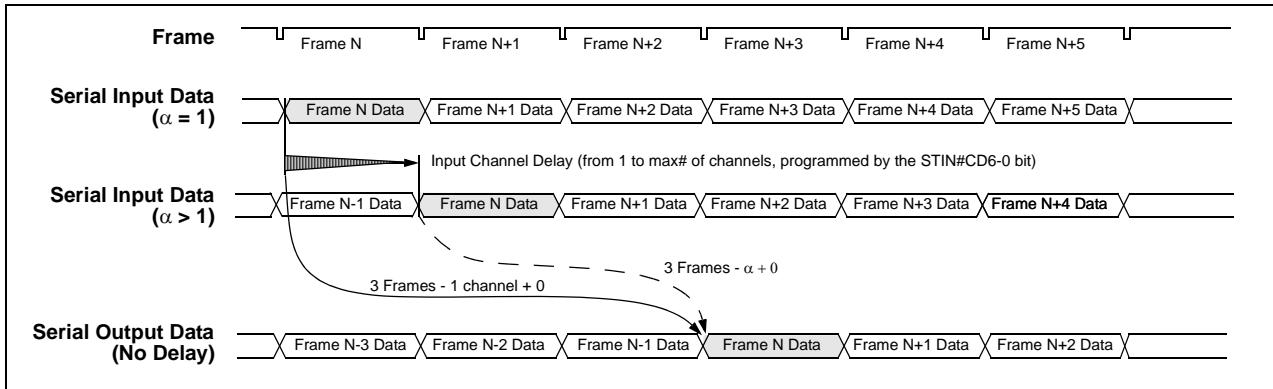 Frame
Frame N Frame N+1 Frame N+2 Frame N+3 Frame N+4 Frame N+5
Serial Input Data
(α = 1)
Frame N Data Frame N+1 Data Frame N+2 Data Frame N+3 Data Frame N+4 Data Frame N+5 Data
Input Channel Delay (from 1 to max# of channels, programmed by the STIN#CD6-0 bit)
Serial Input Data
(α > 1)
Frame N-1 Data Frame N Data Frame N+1 Data Frame N+2 Data Frame N+3 Data Frame N+4 Data
3 Frames - α + 0
3 Frames - 1 channel + 0
Serial Output Data
(No Delay)
Frame N-3 Data Frame N-2 Data Frame N-1 Data Frame N Data Frame N+1 Data Frame N+2 Data